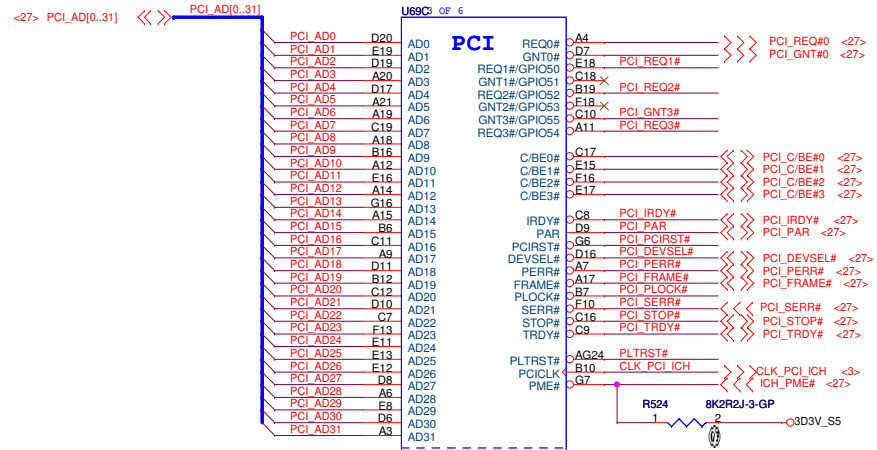 U69C 3 OF 6
<27> PCI_AD[0..31] PCI_AD[0..31]
PCI
PCI_AD0 D20 AD0
PCI_AD1 E19 AD1
PCI_AD2 D19 AD2
PCI_AD3 A20 AD3
PCI_AD4 D17 AD4
PCI_AD5 A21 AD5
PCI_AD6 A19 AD6
PCI_AD7 C19 AD7
PCI_AD8 A18 AD8
PCI_AD9 B16 AD9
PCI_AD10 A12 AD10
PCI_AD11 E16 AD11
PCI_AD12 A14 AD12
PCI_AD13 G16 AD13
PCI_AD14 A15 AD14
PCI_AD15 B6 AD15
PCI_AD16 C11 AD16
PCI_AD17 A9 AD17
PCI_AD18 D11 AD18
PCI_AD19 B12 AD19
PCI_AD20 C12 AD20
PCI_AD21 D10 AD21
PCI_AD22 C7 AD22
PCI_AD23 F13 AD23
PCI_AD24 E11 AD24
PCI_AD25 E13 AD25
PCI_AD26 E12 AD26
PCI_AD27 D8 AD27
PCI_AD28 A6 AD28
PCI_AD29 E8 AD29
PCI_AD30 D6 AD30
PCI_AD31 A3 AD31
REQ0# A4 PCI_REQ#0 <27>
GNT0# D7 PCI_GNT#0 <27>
REQ1#/GPIO50 E18 PCI_REQ1#
GNT1#/GPIO51 C18
REQ2#/GPIO52 B19 PCI_REQ2#
GNT2#/GPIO53 F18
GNT3#/GPIO55 C10 PCI_GNT3#
REQ3#/GPIO54 A11 PCI_REQ3#
C/BE0# C17 PCI_C/BE#0 <27>
C/BE1# E15 PCI_C/BE#1 <27>
C/BE2# F16 PCI_C/BE#2 <27>
C/BE3# E17 PCI_C/BE#3 <27>
IRDY# C8 PCI_IRDY# PCI_IRDY# <27>
PAR D9 PCI_PAR PCI_PAR <27>
PCIRST# G6 PCI_PCIRST#
DEVSEL# D16 PCI_DEVSEL# PCI_DEVSEL# <27>
PERR# A7 PCI_PERR# PCI_PERR# <27>
FRAME# A17 PCI_FRAME# PCI_FRAME# <27>
PLOCK# B7 PCI_PLOCK#
SERR# F10 PCI_SERR# PCI_SERR# <27>
STOP# C16 PCI_STOP# PCI_STOP# <27>
TRDY# C9 PCI_TRDY# PCI_TRDY# <27>
PLTRST# AG24 PLTRST#
PCICLK B10 CLK_PCI_ICH CLK_PCI_ICH <3>
PME# G7 ICH_PME# <27>
R524 8K2R2J-3-GP
1 2 3D3V_S5